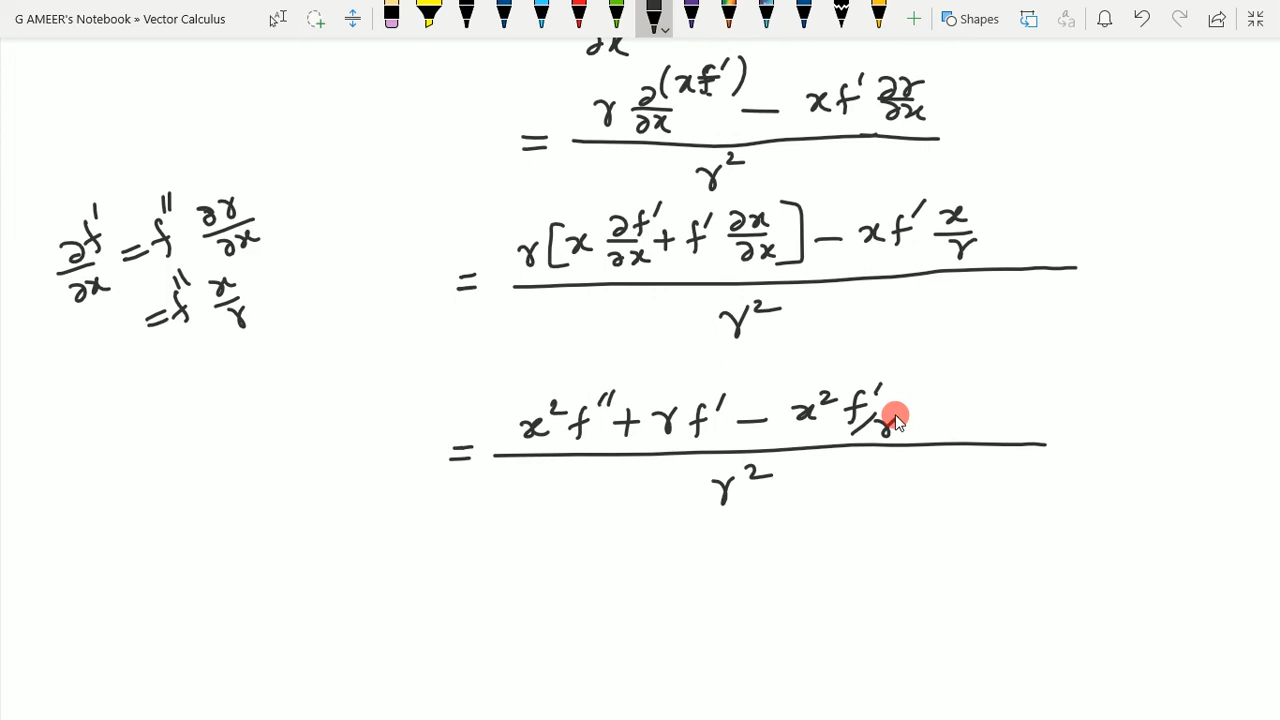 G AMEER's Notebook » Vector Calculus
Shapes
∂x
= (r ∂(xf′)/∂x − xf′ ∂r/∂x) / r²
∂f′/∂x = f″ ∂r/∂x
= f″ x/r
= (r[x ∂f′/∂x + f′ ∂x/∂x] − xf′ x/r) / r²
= (x²f″ + rf′ − x²f′/r) / r²